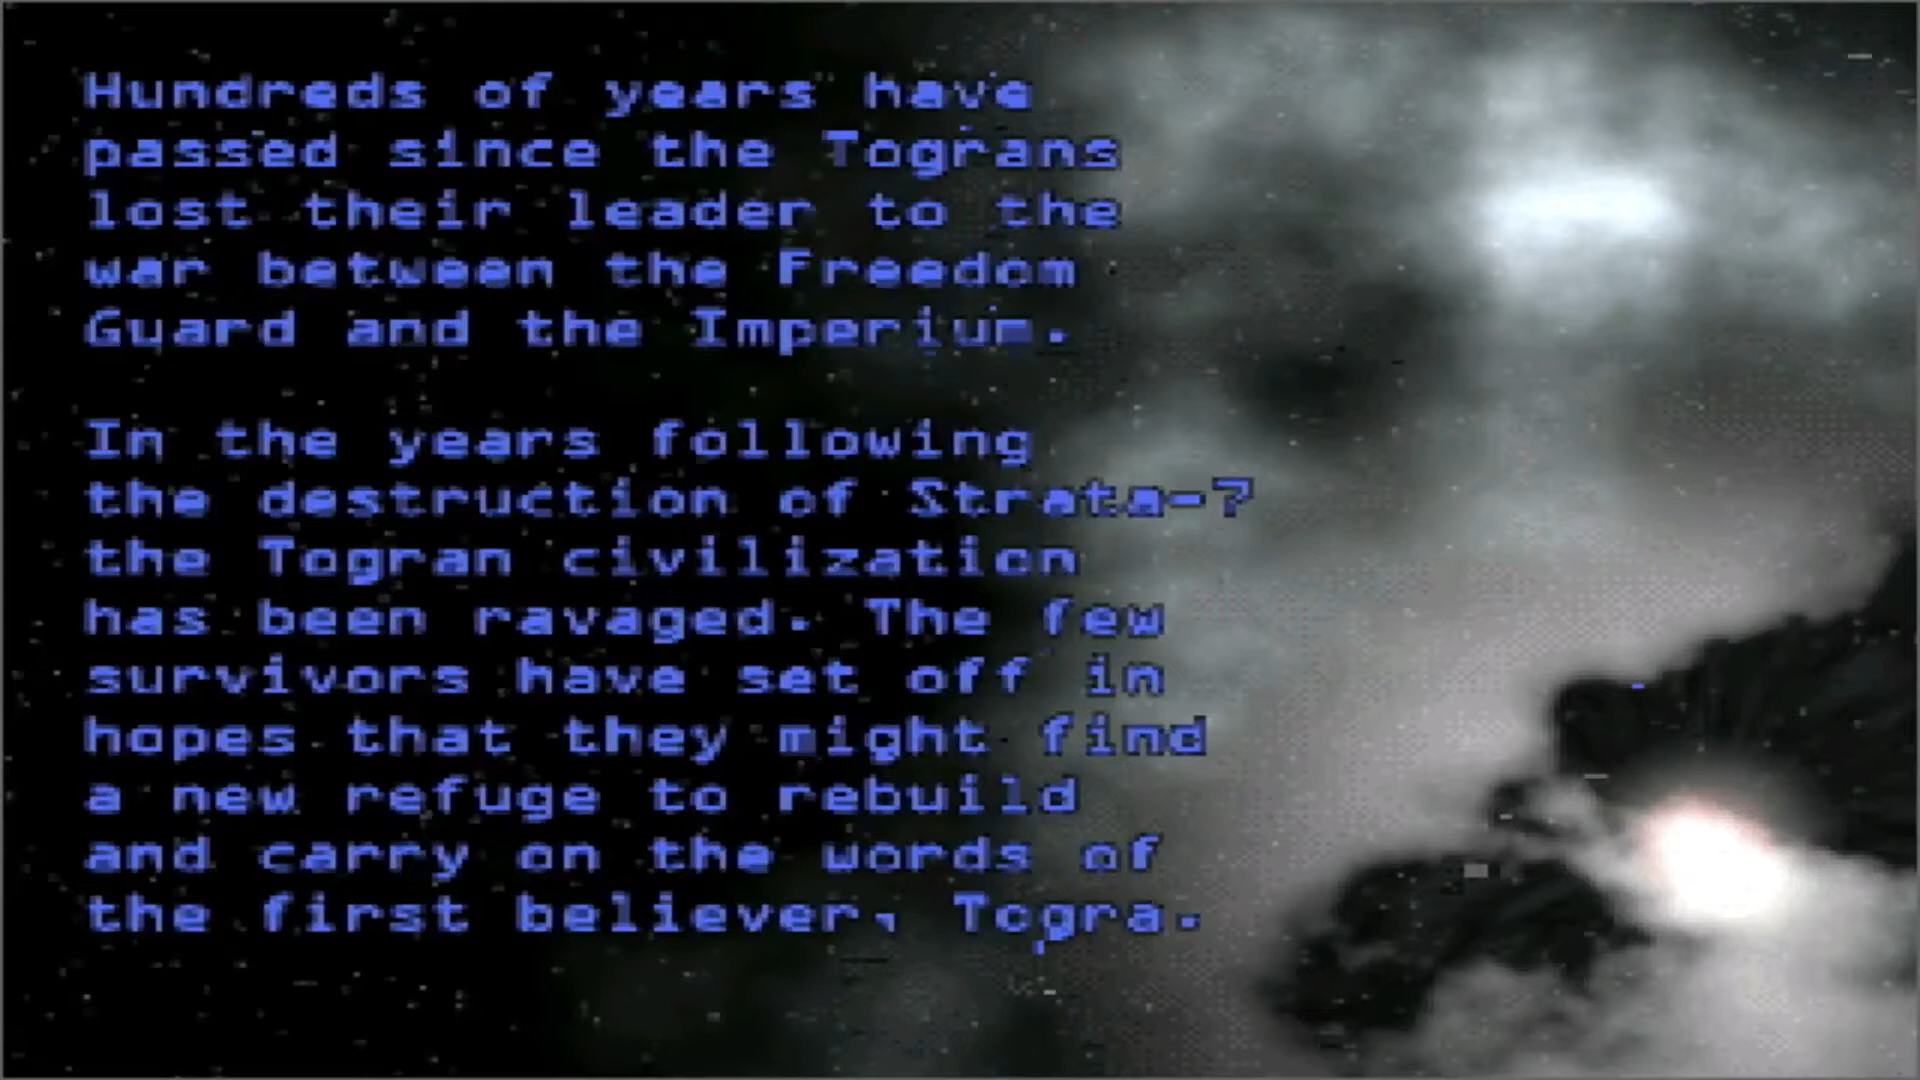 Hundreds of years have
passed since the Tograns
lost their leader to the
war between the Freedom
Guard and the Imperium.
In the years following
the destruction of Strata-7
the Togran civilization
has been ravaged. The few
survivors have set off in
hopes that they might find
a new refuge to rebuild
and carry on the words of
the first believer, Togra.